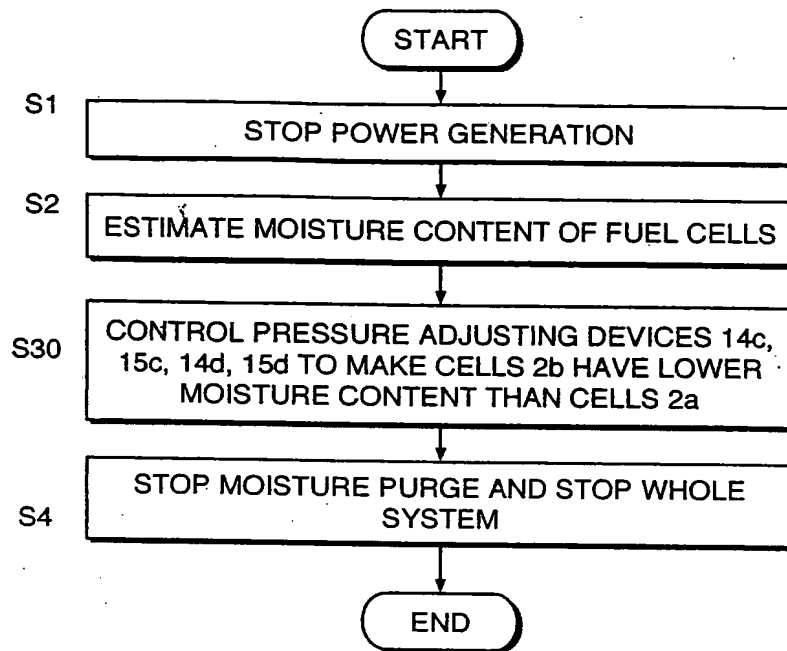 START
S1
STOP POWER GENERATION
S2
ESTIMATE MOISTURE CONTENT OF FUEL CELLS
S30
CONTROL PRESSURE ADJUSTING DEVICES 14c,
15c, 14d, 15d TO MAKE CELLS 2b HAVE LOWER
MOISTURE CONTENT THAN CELLS 2a
S4
STOP MOISTURE PURGE AND STOP WHOLE
SYSTEM
END